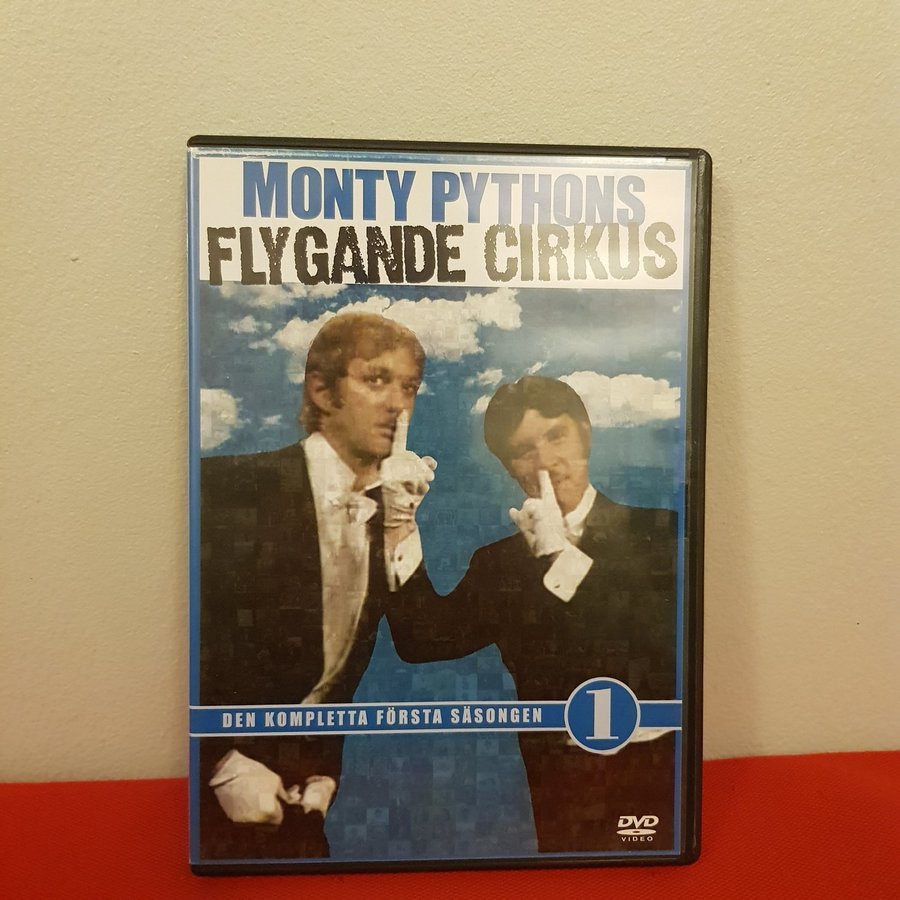 MONTY PYTHONS
FLYGANDE CIRKUS
DEN KOMPLETTA FÖRSTA SÄSONGEN
1
DVD
VIDEO